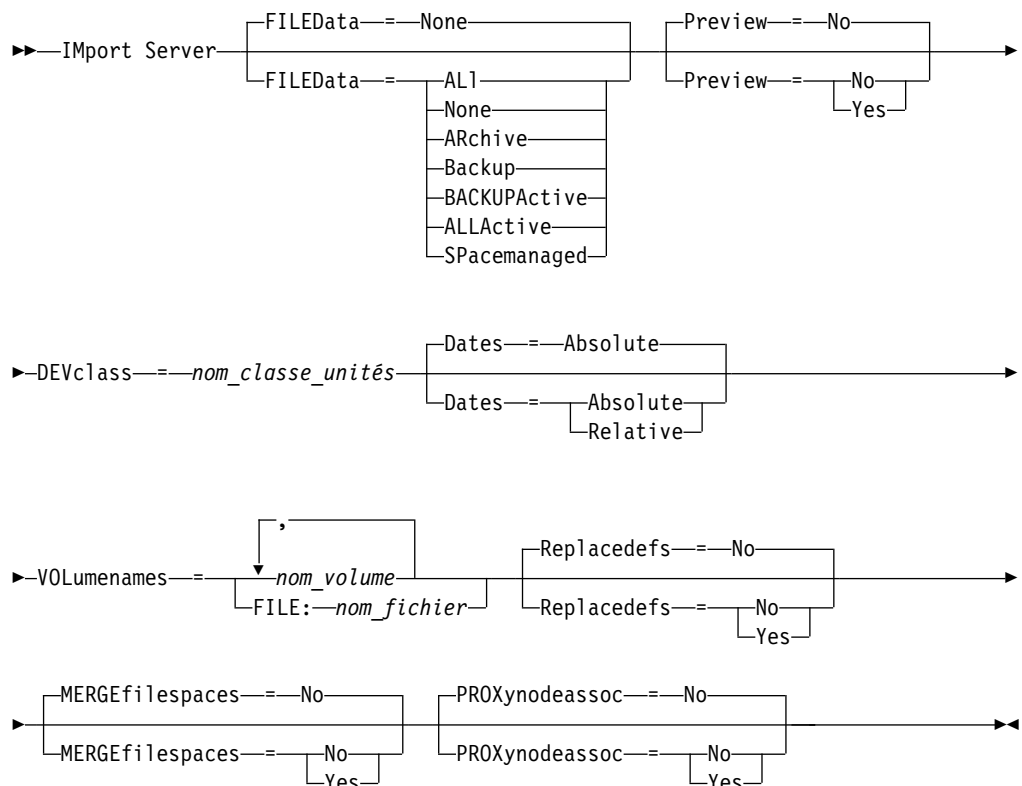 FILEData = None
Preview = No
IMport Server
FILEData = ALl
None
ARchive
Backup
BACKUPActive
ALLActive
SPacemanaged
Preview = No
Yes
Dates = Absolute
DEVclass = nom_classe_unités
Dates = Absolute
Relative
,
VOLumenames = nom_volume
FILE: nom_fichier
Replacedefs = No
Replacedefs = No
Yes
MERGEfilespaces = No
PROXynodeassoc = No
MERGEfilespaces = No
Yes
PROXynodeassoc = No
Yes